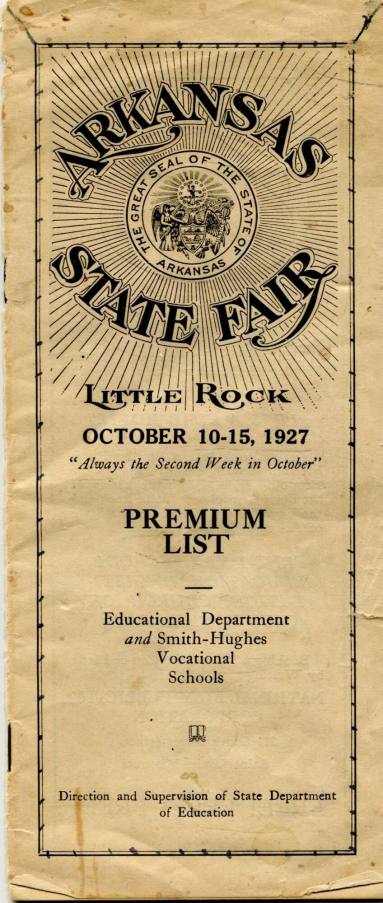 ARKANSAS
THE GREAT SEAL OF THE STATE OF
ARKANSAS
STATE FAIR
LITTLE ROCK
OCTOBER 10-15, 1927
"Always the Second Week in October"
PREMIUM
LIST
Educational Department
and Smith-Hughes
Vocational
Schools
Direction and Supervision of State Department
of Education